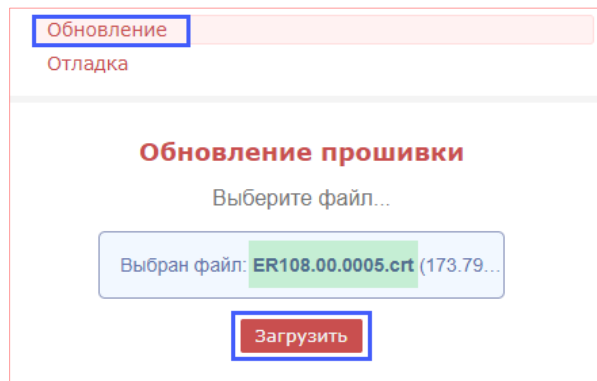 Обновление
Отладка
Обновление прошивки
Выберите файл...
Выбран файл: ER108.00.0005.crt (173.79...
Загрузить